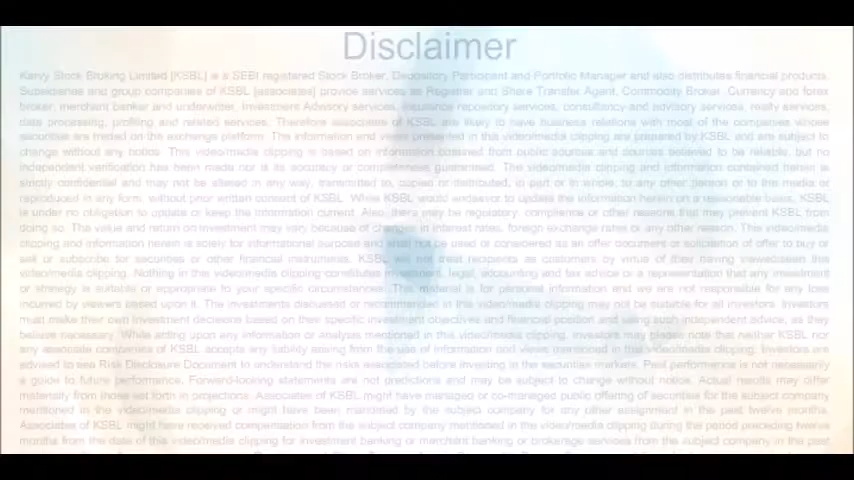 Disclaimer
Karvy Stock Broking Limited [KSBL] is a SEBI registered Stock Broker, Depository Participant and Portfolio Manager and also distributes financial products.
Subsidiaries and group companies of KSBL [associates] provide services as Registrar and Share Transfer Agent, Commodity Broker, Currency and forex
broker, merchant banker and underwriter, Investment Advisory services, insurance repository services, consultancy and advisory services, realty services,
data processing, profiling and related services. Therefore associates of KSBL are likely to have business relations with most of the companies whose
securities are traded on the exchange platform. The information and views presented in this video/media clipping are prepared by KSBL and are subject to
change without any notice. This video/media clipping is based on information obtained from public sources and sources believed to be reliable, but no
independent verification has been made nor is its accuracy or completeness guaranteed. The video/media clipping and information contained herein is
strictly confidential and may not be altered in any way, transmitted to, copied or distributed, in part or in whole, to any other person or to the media or
reproduced in any form, without prior written consent of KSBL. While KSBL would endeavor to update the information herein on a reasonable basis, KSBL
is under no obligation to update or keep the information current. Also, there may be regulatory, compliance or other reasons that may prevent KSBL from
doing so. The value and return on investment may vary because of changes in interest rates, foreign exchange rates or any other reason. This video/media
clipping and information herein is solely for informational purpose and shall not be used or considered as an offer document or solicitation of offer to buy or
sell or subscribe for securities or other financial instruments. KSBL will not treat recipients as customers by virtue of their having viewed/seen this
video/media clipping. Nothing in this video/media clipping constitutes investment, legal, accounting and tax advice or a representation that any investment
or strategy is suitable or appropriate to your specific circumstances. This material is for personal information and we are not responsible for any loss
incurred by viewers based upon it. The investments discussed or recommended in this video/media clipping may not be suitable for all investors. Investors
must make their own investment decisions based on their specific investment objectives and financial position and using such independent advice, as they
believe necessary. While acting upon any information or analysis mentioned in this video/media clipping, investors may please note that neither KSBL nor
any associate companies of KSBL accepts any liability arising from the use of information and views mentioned in this video/media clipping. Investors are
advised to see Risk Disclosure Document to understand the risks associated before investing in the securities markets. Past performance is not necessarily
a guide to future performance. Forward-looking statements are not predictions and may be subject to change without notice. Actual results may differ
materially from those set forth in projections. Associates of KSBL might have managed or co-managed public offering of securities for the subject company
mentioned in the video/media clipping or might have been mandated by the subject company for any other assignment in the past twelve months.
Associates of KSBL might have received compensation from the subject company mentioned in the video/media clipping during the period preceding twelve
months from the date of this video/media clipping for investment banking or merchant banking or brokerage services from the subject company in the past